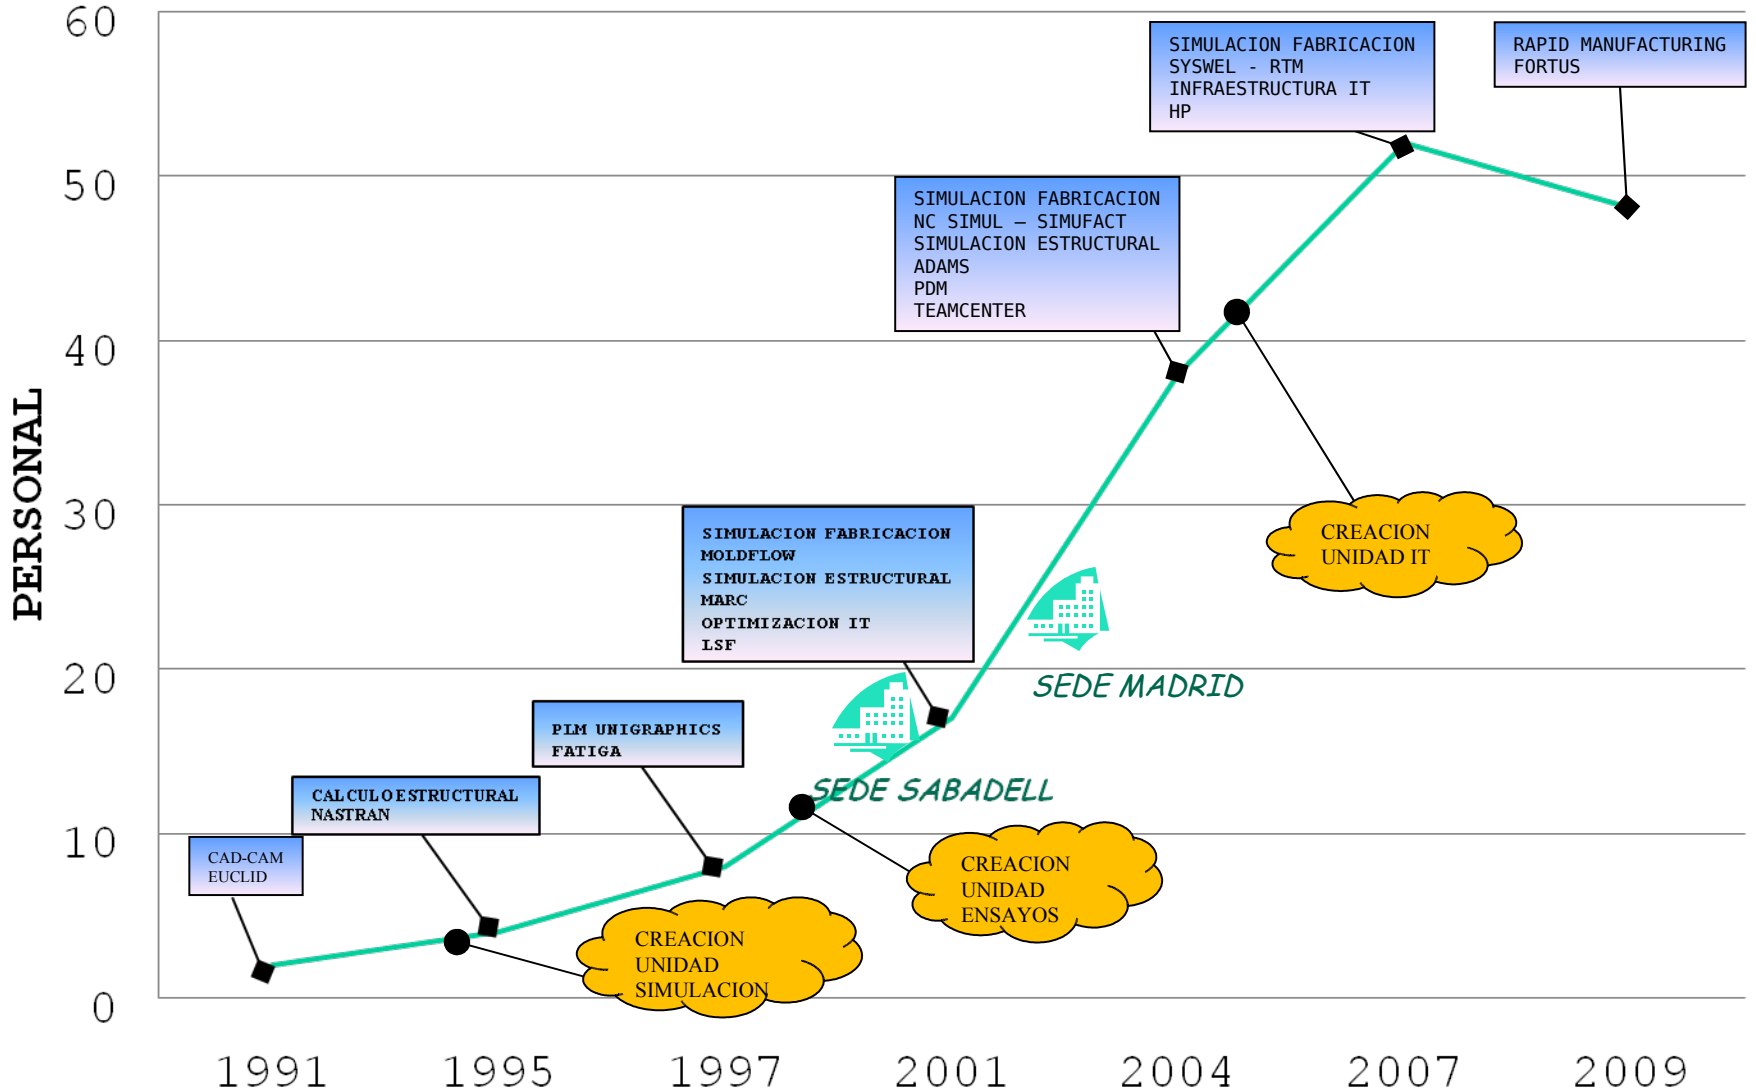 60
50
40
30
20
10
0
PERSONAL
SIMULACION FABRICACION
SYSWEL - RTM
INFRAESTRUCTURA IT
HP
RAPID MANUFACTURING
FORTUS
SIMULACION FABRICACION
NC SIMUL – SIMUFACT
SIMULACION ESTRUCTURAL
ADAMS
PDM
TEAMCENTER
CREACION
UNIDAD IT
SIMULACION FABRICACION
MOLDFLOW
SIMULACION ESTRUCTURAL
MARC
OPTIMIZACION IT
LSF
SEDE MADRID
PLM UNIGRAPHICS
FATIGA
SEDE SABADELL
CALCULO ESTRUCTURAL
NASTRAN
CAD-CAM
EUCLID
CREACION
UNIDAD
ENSAYOS
CREACION
UNIDAD
SIMULACION
1991
1995
1997
2001
2004
2007
2009